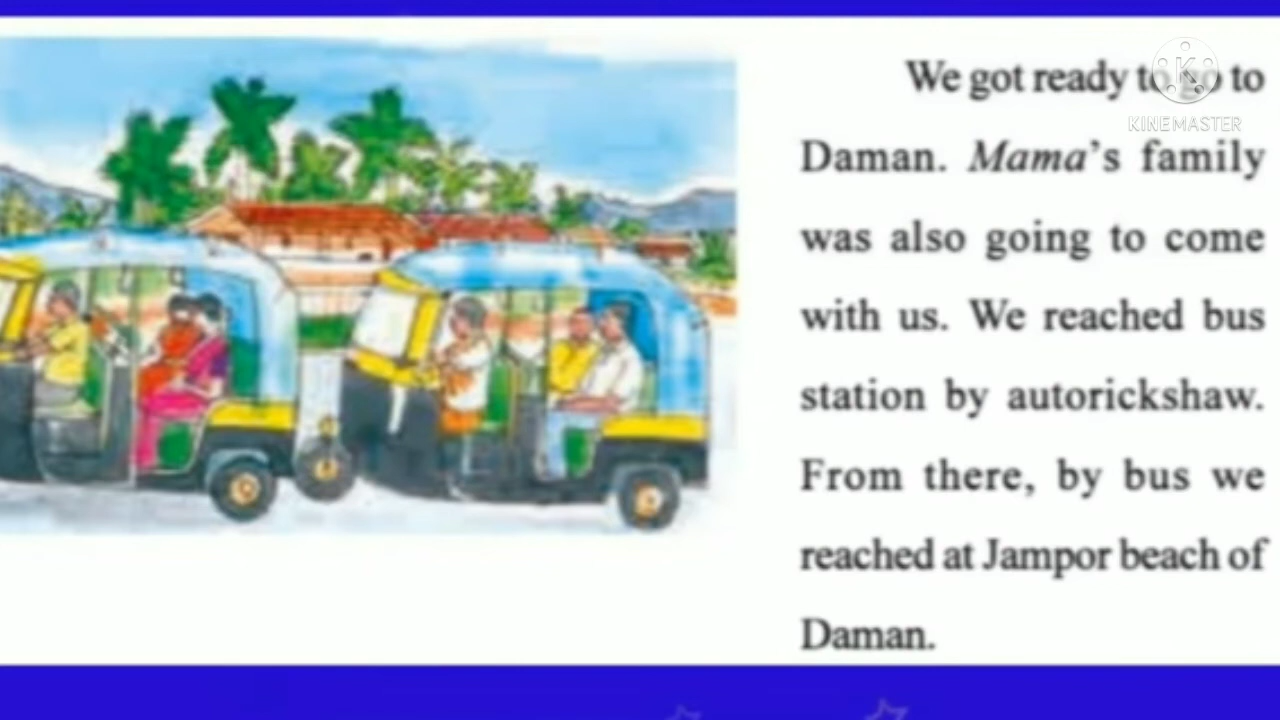 We got ready to go to
Daman. Mama's family
was also going to come
with us. We reached bus
station by autorickshaw.
From there, by bus we
reached at Jampor beach of
Daman.
KINEMASTER